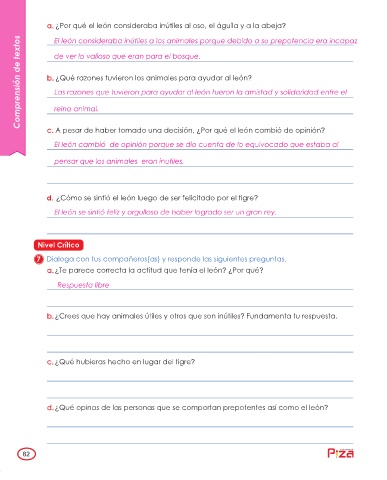 Comprensión de textos
a. ¿Por qué el león consideraba inútiles al oso, el águila y a la abeja?
El león consideraba inútiles a los animales porque debido a su prepotencia era incapaz
de ver lo valioso que eran para el bosque.
b. ¿Qué razones tuvieron los animales para ayudar al león?
Las razones que tuvieron para ayudar al león fueron la amistad y solidaridad entre el
reino animal.
c. A pesar de haber tomado una decisión, ¿Por qué el león cambió de opinión?
El león cambió de opinión porque se dio cuenta de lo equivocado que estaba al
pensar que los animales eran inutiles.
d. ¿Cómo se sintió el león luego de ser felicitado por el tigre?
El león se sintió feliz y orgulloso de haber logrado ser un gran rey.
Nivel Crítico
7 Dialoga con tus compañeros(as) y responde las siguientes preguntas.
a. ¿Te parece correcta la actitud que tenía el león? ¿Por qué?
Respuesta libre
b. ¿Crees que hay animales útiles y otros que son inútiles? Fundamenta tu respuesta.
c. ¿Qué hubieras hecho en lugar del tigre?
d. ¿Qué opinas de las personas que se comportan prepotentes así como el león?
62
Piza